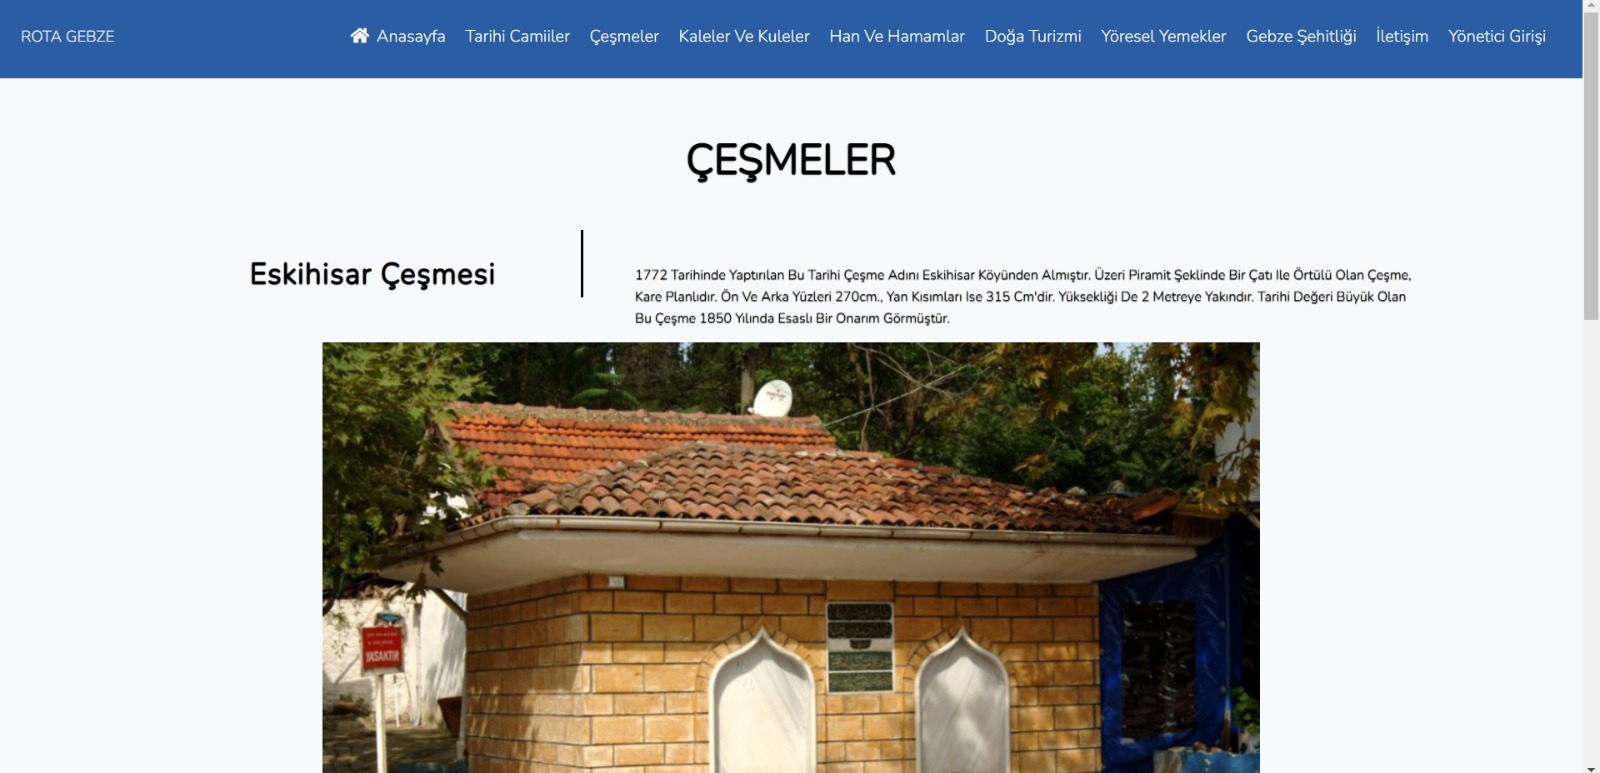 ROTA GEBZE
Anasayfa Tarihi Camiiler Çeşmeler Kaleler Ve Kuleler Han Ve Hamamlar Doğa Turizmi Yöresel Yemekler Gebze Şehitliği İletişim Yönetici Girişi
ÇEŞMELER
Eskihisar Çeşmesi
1772 Tarihinde Yaptırılan Bu Tarihi Çeşme Adını Eskihisar Köyünden Almıştır. Üzeri Piramit Şeklinde Bir Çatı Ile Örtülü Olan Çeşme,
Kare Planlıdır. Ön Ve Arka Yüzleri 270cm., Yan Kısımları Ise 315 Cm'dir. Yüksekliği De 2 Metreye Yakındır. Tarihi Değeri Büyük Olan
Bu Çeşme 1850 Yılında Esaslı Bir Onarım Görmüştür.
YASAKTIR